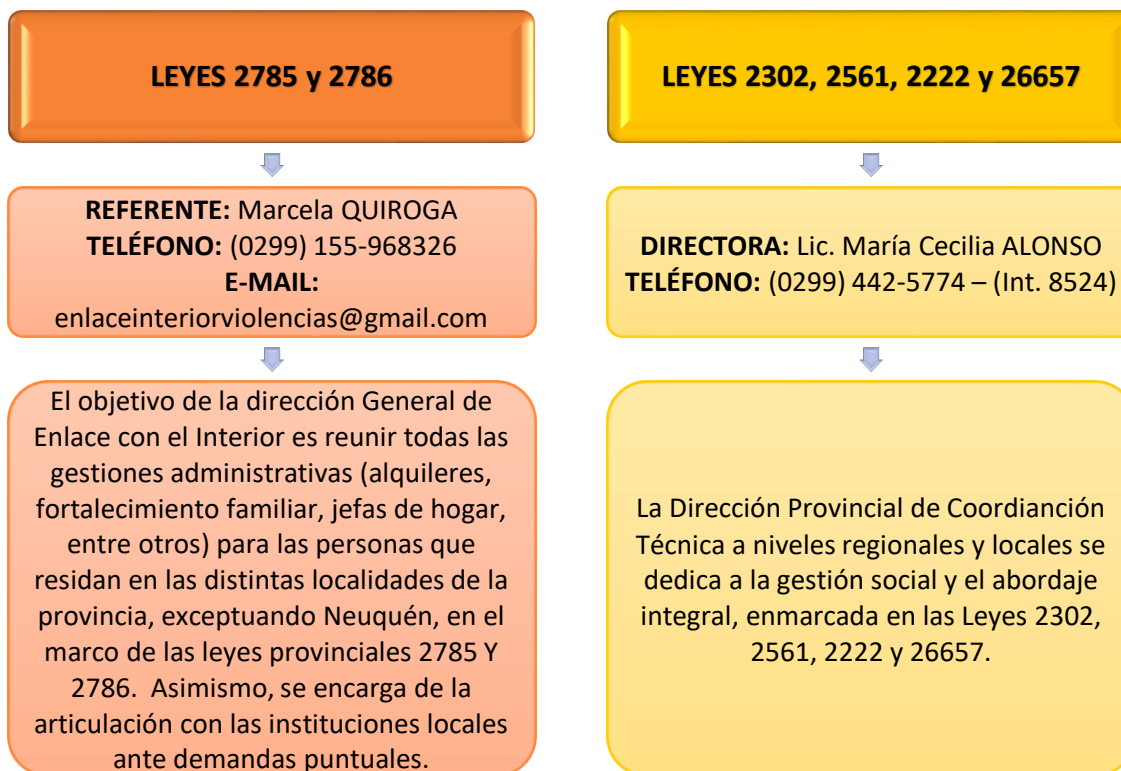 LEYES 2785 y 2786
REFERENTE: Marcela QUIROGA
TELÉFONO: (0299) 155-968326
E-MAIL:
enlaceinteriorviolencias@gmail.com
El objetivo de la dirección General de
Enlace con el Interior es reunir todas las
gestiones administrativas (alquileres,
fortalecimiento familiar, jefas de hogar,
entre otros) para las personas que
residan en las distintas localidades de la
provincia, exceptuando Neuquén, en el
marco de las leyes provinciales 2785 Y
2786. Asimismo, se encarga de la
articulación con las instituciones locales
ante demandas puntuales.
LEYES 2302, 2561, 2222 y 26657
DIRECTORA: Lic. María Cecilia ALONSO
TELÉFONO: (0299) 442-5774 – (Int. 8524)
La Dirección Provincial de Coordianción
Técnica a niveles regionales y locales se
dedica a la gestión social y el abordaje
integral, enmarcada en las Leyes 2302,
2561, 2222 y 26657.